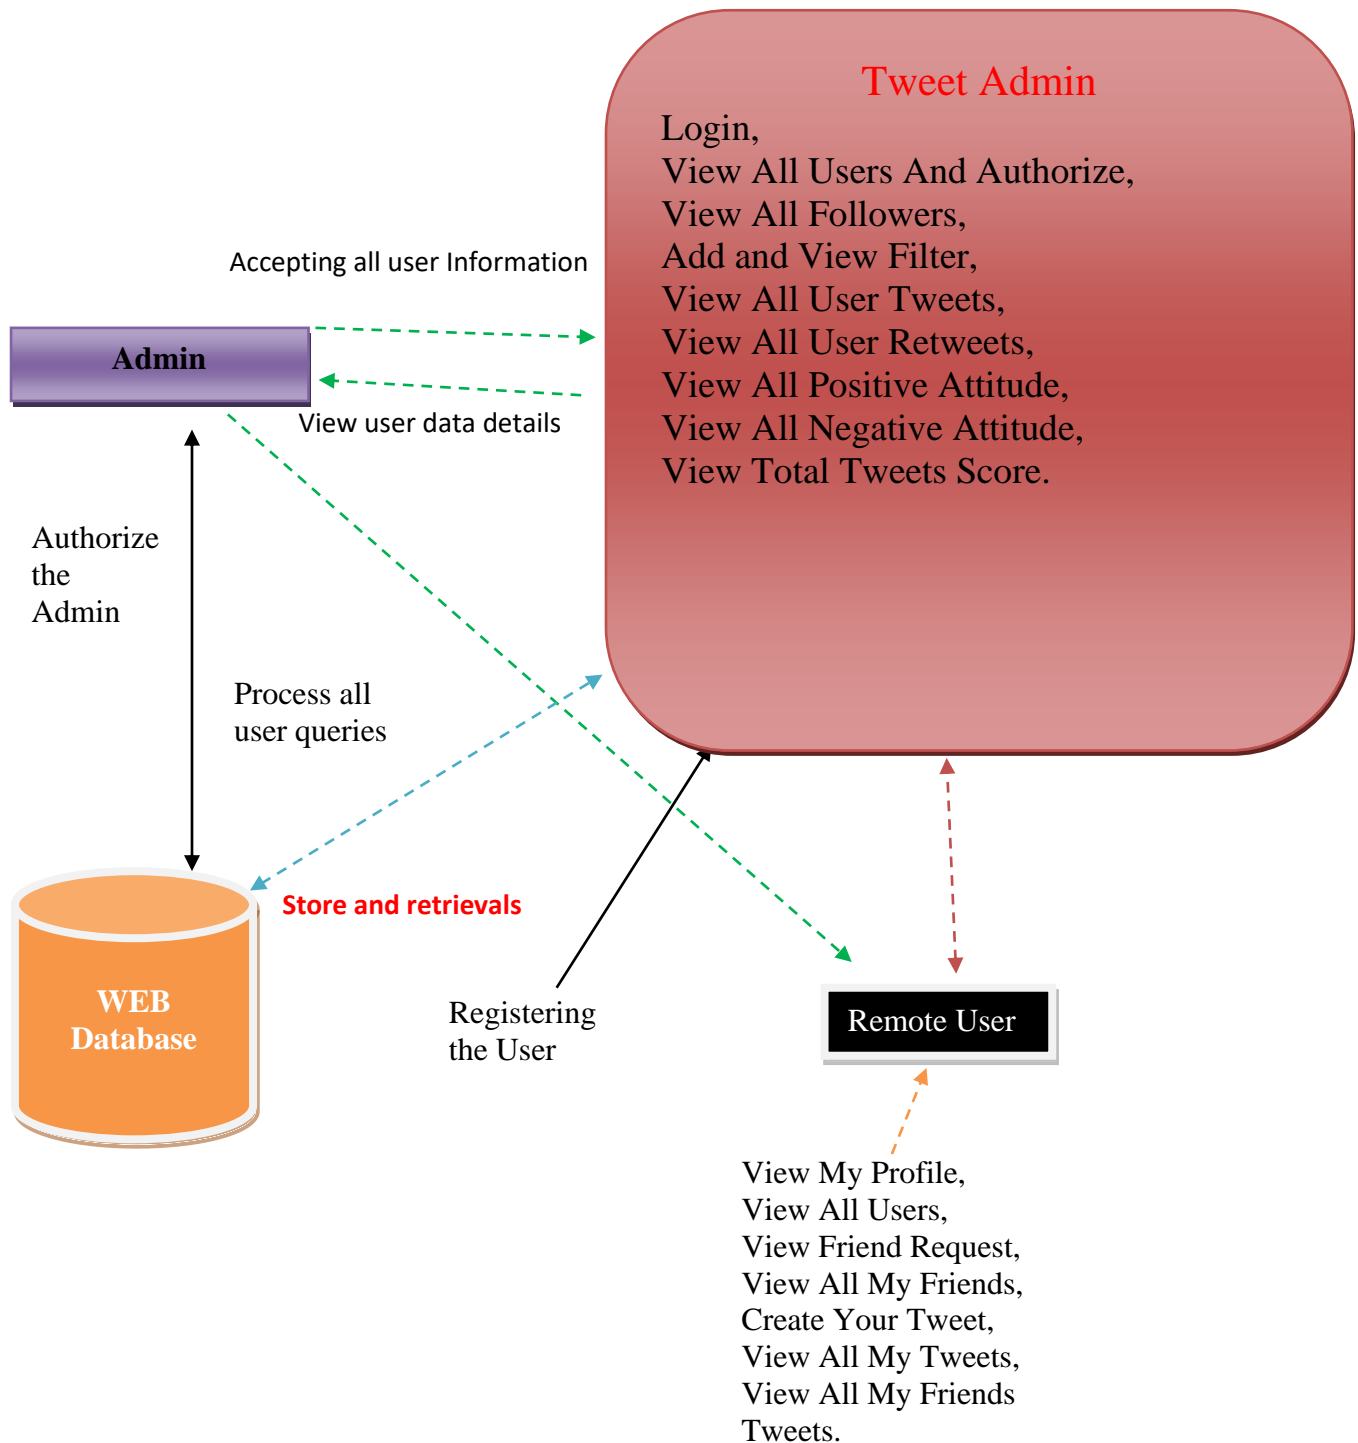 Tweet Admin
Login,
View All Users And Authorize,
View All Followers,
Add and View Filter,
View All User Tweets,
View All User Retweets,
View All Positive Attitude,
View All Negative Attitude,
View Total Tweets Score.
Accepting all user Information
Admin
View user data details
Authorize
the
Admin
Process all
user queries
Store and retrievals
WEB
Database
Registering
the User
Remote User
View My Profile,
View All Users,
View Friend Request,
View All My Friends,
Create Your Tweet,
View All My Tweets,
View All My Friends
Tweets.